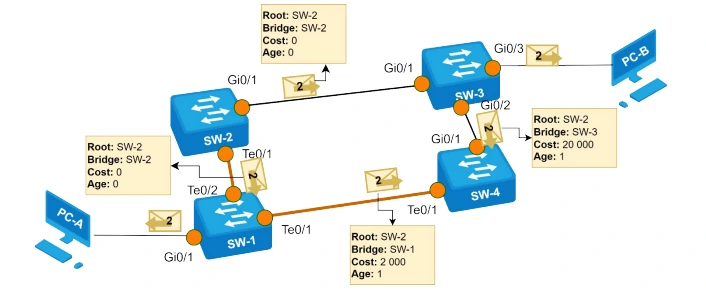 Root: SW-2
Bridge: SW-2
Cost: 0
Age: 0
Gi0/3
2
PC-B
Gi0/1
2
Gi0/1
SW-3
Gi0/2
SW-2
Te0/1
Root: SW-2
Bridge: SW-2
Cost: 0
Age: 0
2
Gi0/1
2
Root: SW-2
Bridge: SW-3
Cost: 20 000
Age: 1
Te0/2
2
SW-4
Te0/1
PC-A
2
Te0/1
SW-1
Gi0/1
Root: SW-2
Bridge: SW-1
Cost: 2 000
Age: 1